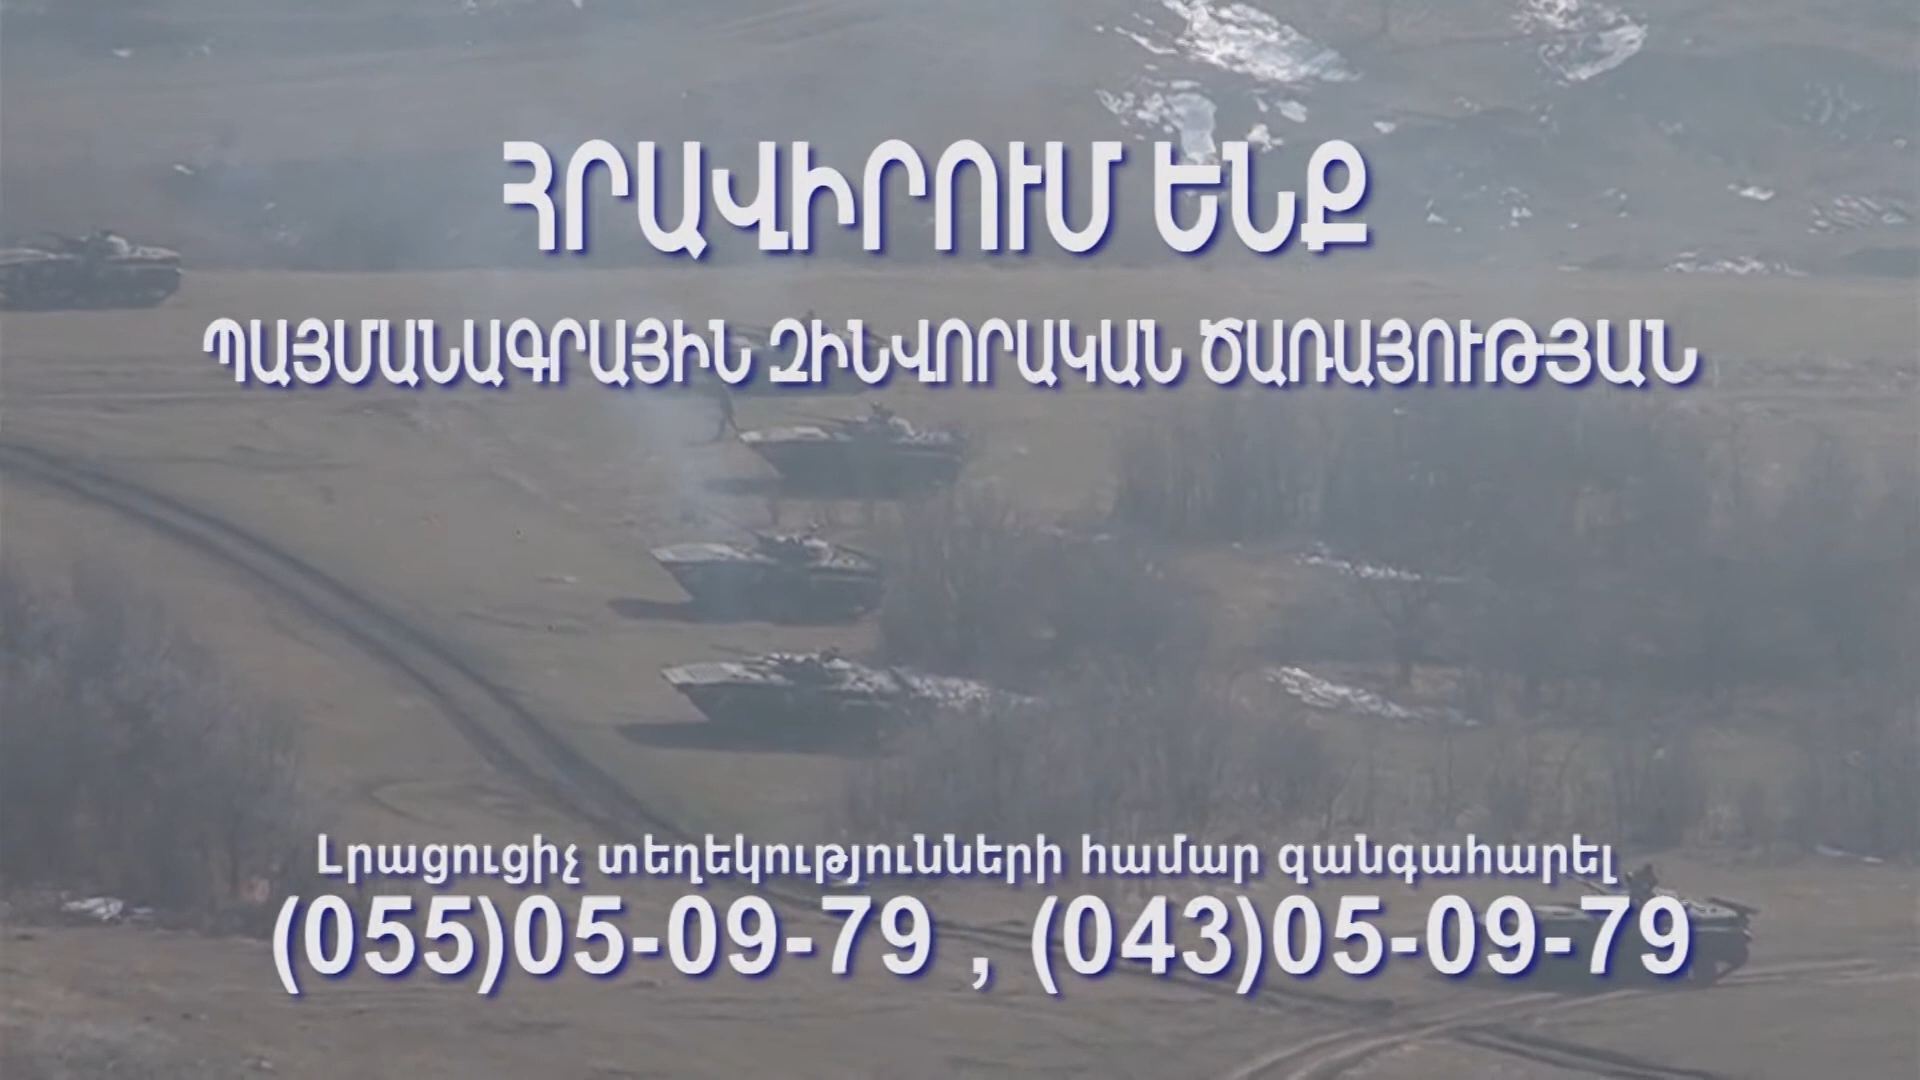 ՀՐԱՎԻՐՈՒՄ ԵՆՔ
ՊԱՅՄԱՆԱԳՐԱՅԻՆ ԶԻՆՎՈՐԱԿԱՆ ԾԱՌԱՅՈՒԹՅԱՆ
Լրացուցիչ տեղեկությունների համար զանգահարել
(055)05-09-79 , (043)05-09-79